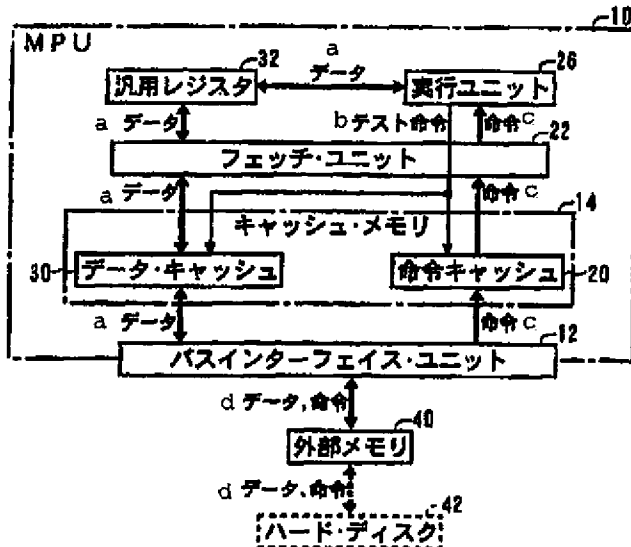 10
MPU
32
a
26
汎用レジスタ
データ
実行ユニット
a データ
bテスト命令
命令c
22
フェッチ・ユニット
a データ
命令c
14
キャッシュ・メモリ
30
データ・キャッシュ
命令キャッシュ
20
a データ
命令c
12
バスインターフェイス・ユニット
d データ,命令
40
外部メモリ
d データ,命令
42
ハード・ディスク